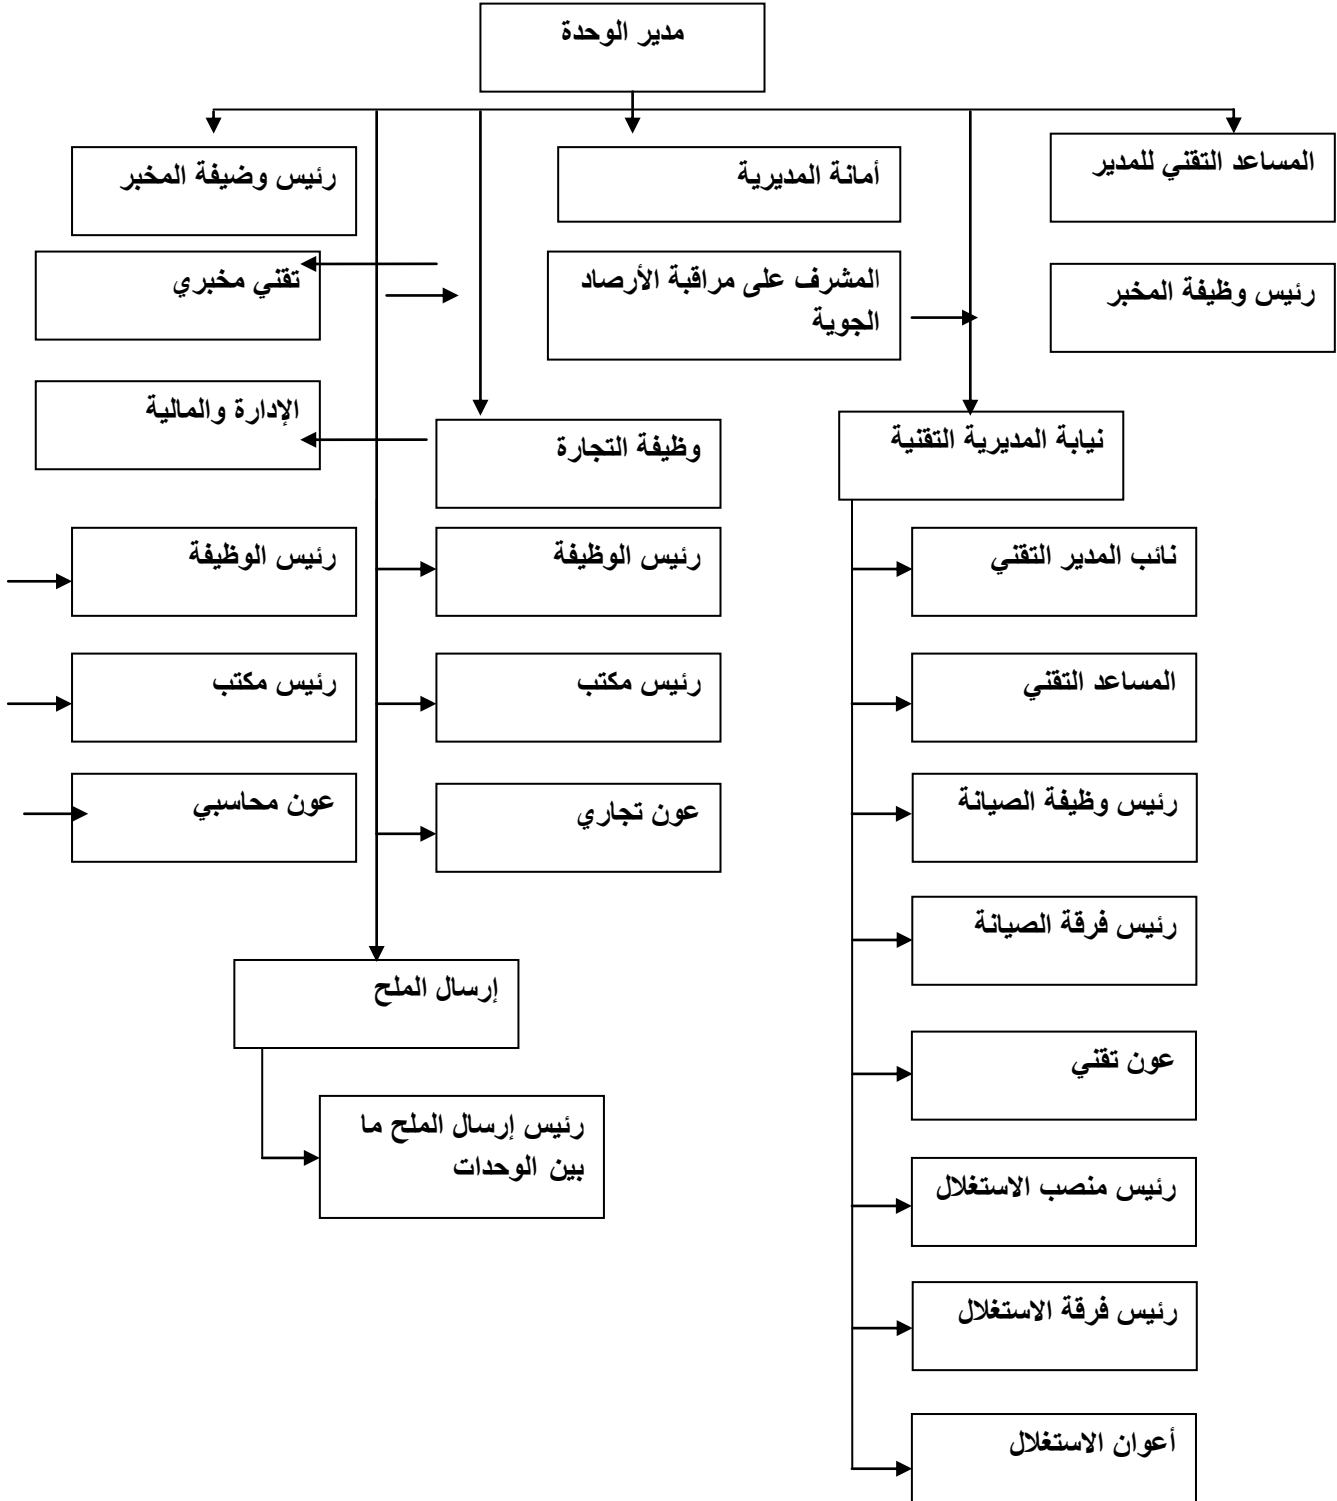 مدير الوحدة
المساعد التقني للمدير
أمانة المديرية
رئيس وضيفة المخبر
رئيس وظيفة المخبر
المشرف على مراقبة الأرصاد
الجوية
تقني مخبري
نيابة المديرية التقنية
وظيفة التجارة
الإدارة والمالية
نائب المدير التقني
رئيس الوظيفة
رئيس الوظيفة
المساعد التقني
رئيس مكتب
رئيس مكتب
رئيس وظيفة الصيانة
عون تجاري
عون محاسبي
رئيس فرقة الصيانة
إرسال الملح
عون تقني
رئيس إرسال الملح ما
بين الوحدات
رئيس منصب الاستغلال
رئيس فرقة الاستغلال
أعوان الاستغلال